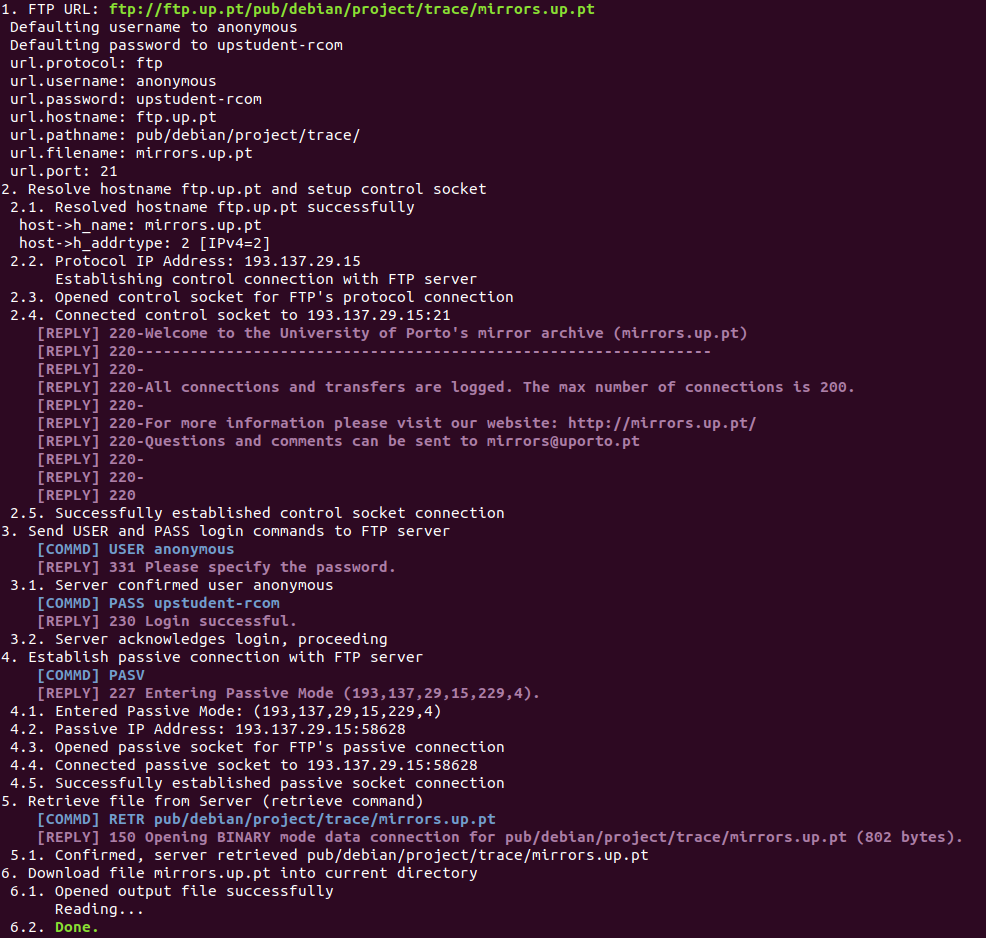 1. FTP URL: ftp://ftp.up.pt/pub/debian/project/trace/mirrors.up.pt
 Defaulting username to anonymous
 Defaulting password to upstudent-rcom
 url.protocol: ftp
 url.username: anonymous
 url.password: upstudent-rcom
 url.hostname: ftp.up.pt
 url.pathname: pub/debian/project/trace/
 url.filename: mirrors.up.pt
 url.port: 21
2. Resolve hostname ftp.up.pt and setup control socket
 2.1. Resolved hostname ftp.up.pt successfully
  host->h_name: mirrors.up.pt
  host->h_addrtype: 2 [IPv4=2]
 2.2. Protocol IP Address: 193.137.29.15
      Establishing control connection with FTP server
 2.3. Opened control socket for FTP's protocol connection
 2.4. Connected control socket to 193.137.29.15:21
    [REPLY] 220-Welcome to the University of Porto's mirror archive (mirrors.up.pt)
    [REPLY] 220----------------------------------------------------------------
    [REPLY] 220-
    [REPLY] 220-All connections and transfers are logged. The max number of connections is 200.
    [REPLY] 220-
    [REPLY] 220-For more information please visit our website: http://mirrors.up.pt/
    [REPLY] 220-Questions and comments can be sent to mirrors@uporto.pt
    [REPLY] 220-
    [REPLY] 220-
    [REPLY] 220
 2.5. Successfully established control socket connection
3. Send USER and PASS login commands to FTP server
    [COMMD] USER anonymous
    [REPLY] 331 Please specify the password.
 3.1. Server confirmed user anonymous
    [COMMD] PASS upstudent-rcom
    [REPLY] 230 Login successful.
 3.2. Server acknowledges login, proceeding
4. Establish passive connection with FTP server
    [COMMD] PASV
    [REPLY] 227 Entering Passive Mode (193,137,29,15,229,4).
 4.1. Entered Passive Mode: (193,137,29,15,229,4)
 4.2. Passive IP Address: 193.137.29.15:58628
 4.3. Opened passive socket for FTP's passive connection
 4.4. Connected passive socket to 193.137.29.15:58628
 4.5. Successfully established passive socket connection
5. Retrieve file from Server (retrieve command)
    [COMMD] RETR pub/debian/project/trace/mirrors.up.pt
    [REPLY] 150 Opening BINARY mode data connection for pub/debian/project/trace/mirrors.up.pt (802 bytes).
 5.1. Confirmed, server retrieved pub/debian/project/trace/mirrors.up.pt
6. Download file mirrors.up.pt into current directory
 6.1. Opened output file successfully
      Reading...
 6.2. Done.